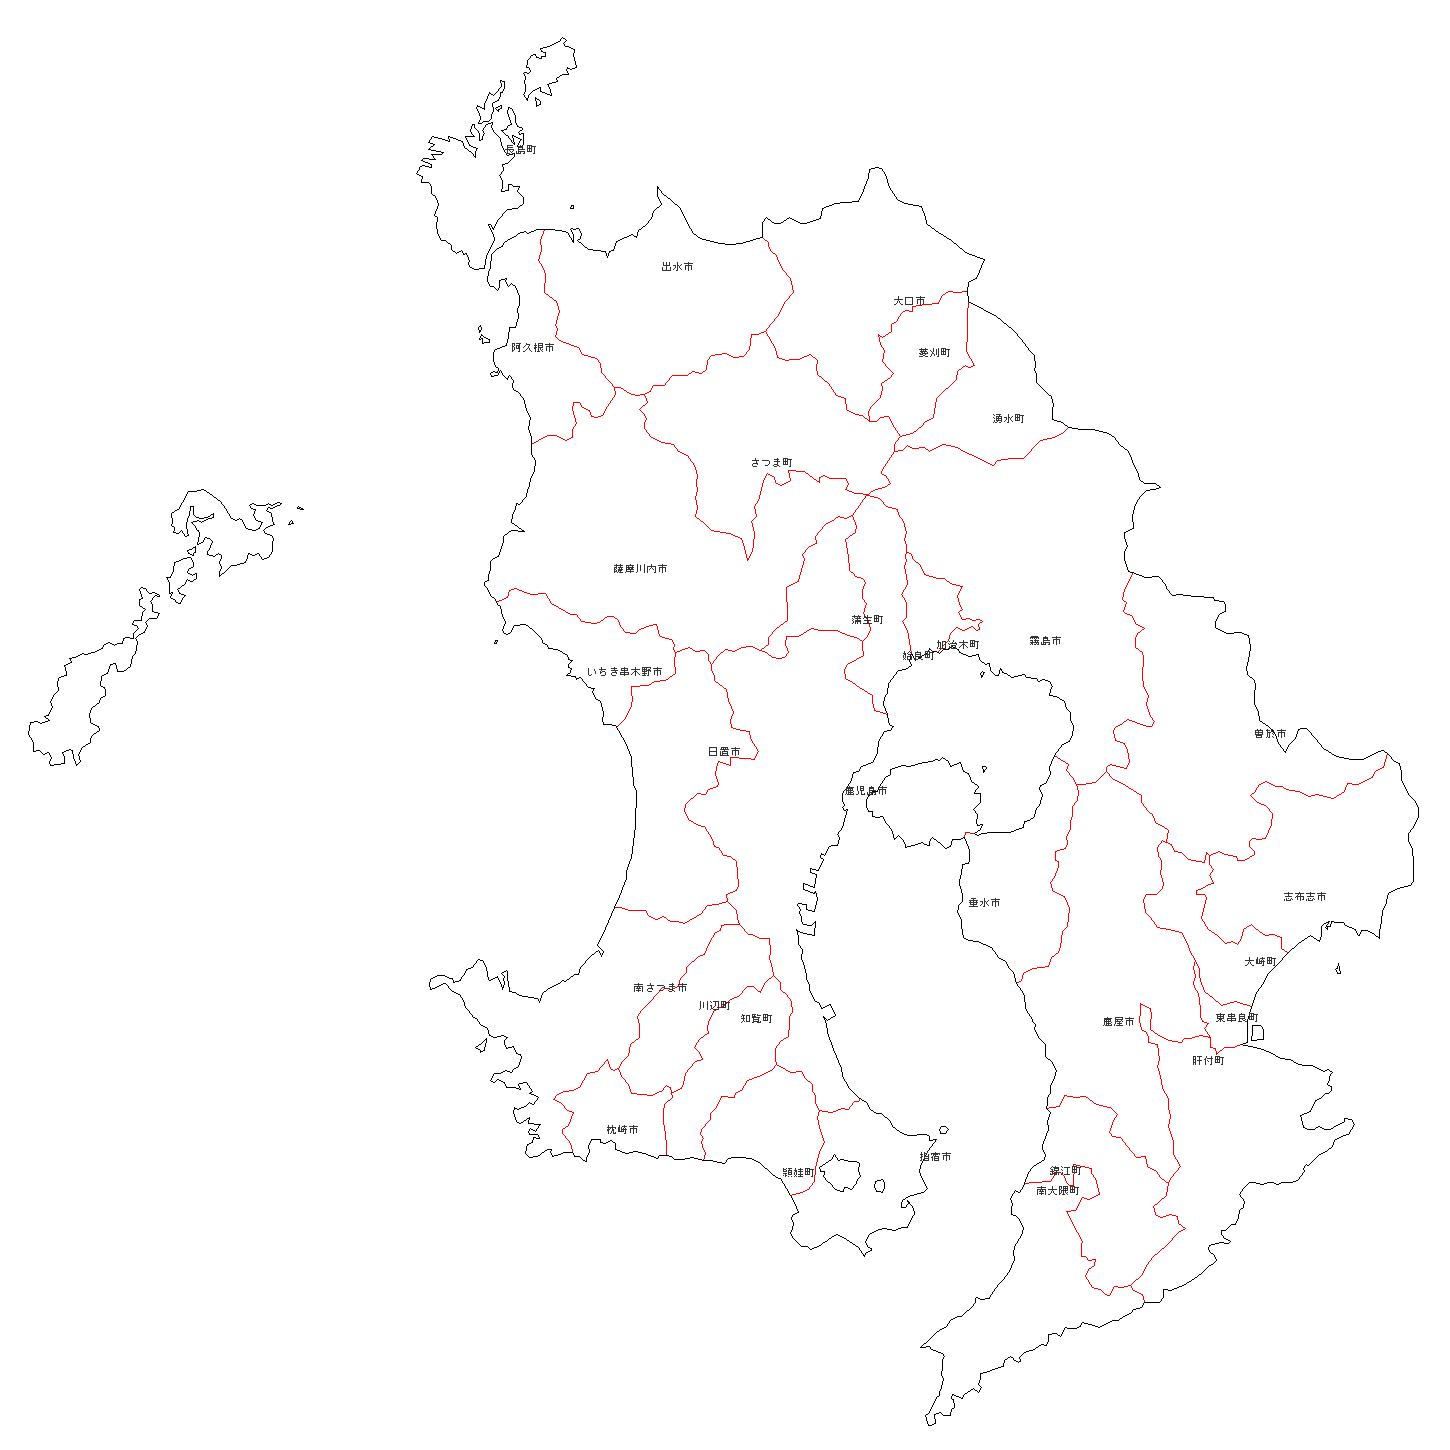 長島町
出水市
大口市
阿久根市
菱刈町
湧水町
さつま町
薩摩川内市
蒲生町
霧島市
加治木町
姶良町
いちき串木野市
曽於市
日置市
鹿児島市
志布志市
垂水市
大崎町
南さつま市
川辺町
知覧町
東串良町
鹿屋市
肝付町
枕崎市
指宿市
錦江町
頴娃町
南大隅町